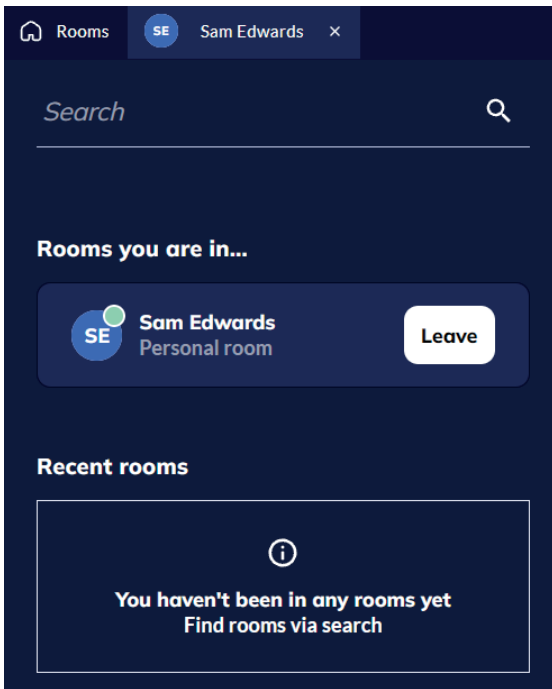 Rooms
SE Sam Edwards ×
Search
Rooms you are in...
SE
Sam Edwards
Personal room
Leave
Recent rooms
You haven't been in any rooms yet
Find rooms via search